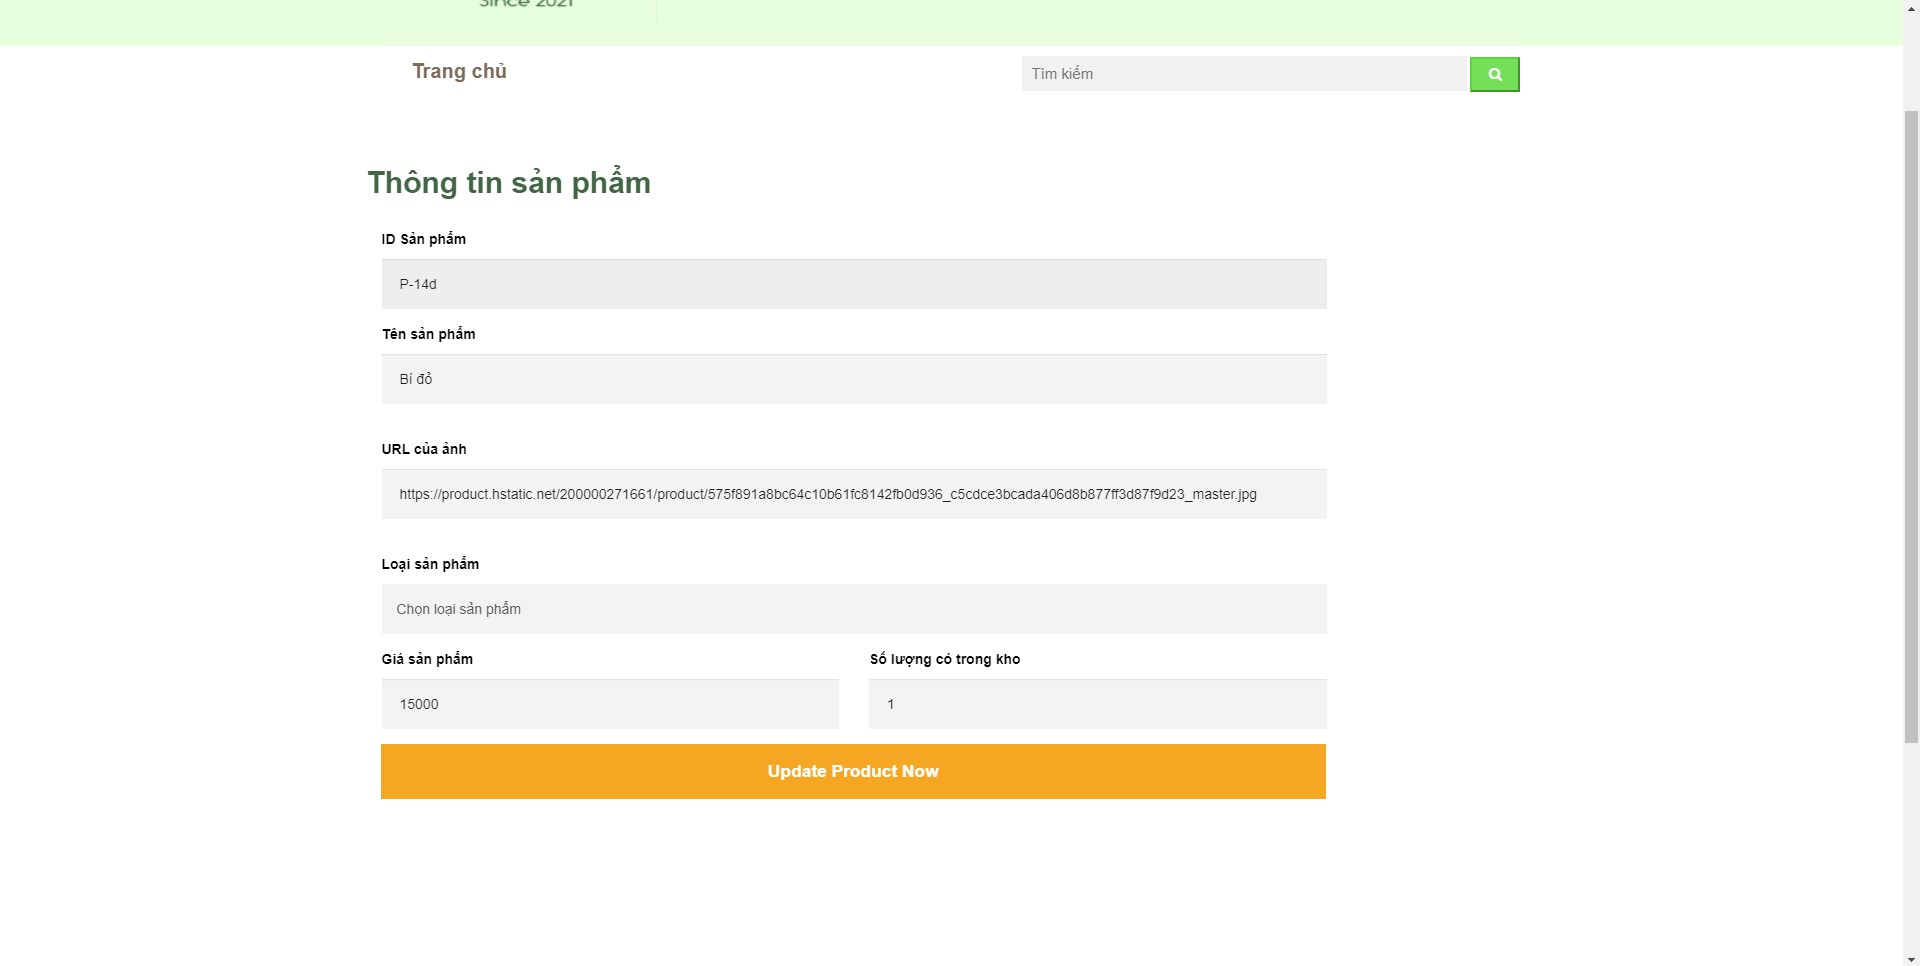 Since 2021
Trang chủ
Tìm kiếm
Thông tin sản phẩm
ID Sản phẩm
P-14d
Tên sản phẩm
Bí đỏ
URL của ảnh
https://product.hstatic.net/200000271661/product/575f891a8bc64c10b61fc8142fb0d936_c5cdce3bcada406d8b877ff3d87f9d23_master.jpg
Loại sản phẩm
Chọn loại sản phẩm
Giá sản phẩm
Số lượng có trong kho
15000
1
Update Product Now